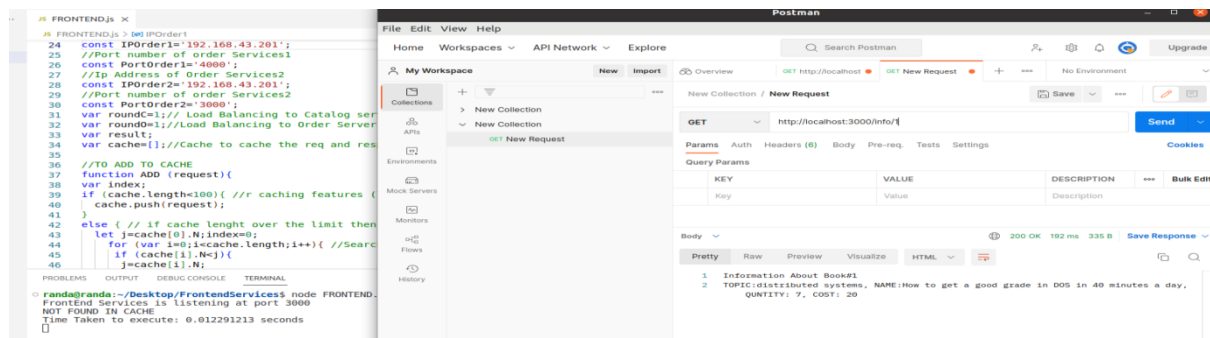 JS FRONTEND.js ×
JS FRONTEND.js > IPOrder1
24 const IPOrder1='192.168.43.201';
25 //Port number of order Services1
26 const PortOrder1='4000';
27 //Ip Address of Order Services2
28 const IPOrder2='192.168.43.201';
29 //Port number of order Services2
30 const PortOrder2='3000';
31 var roundC=1;// Load Balancing to Catalog ser
32 var roundO=1;//Load Balancing to Order Server
33 var result;
34 var cache=[];//Cache to cache the req and res
35
36 //TO ADD TO CACHE
37 function ADD (request){
38 var index;
39 if (cache.length<100){ //r caching features (
40 cache.push(request);
41 }
42 else { // if cache lenght over the limit then
43 let j=cache[0].N;index=0;
44 for (var i=0;i<cache.length;i++){ //Searc
45 if (cache[i].N<j){
46 j=cache[i].N;
PROBLEMS OUTPUT DEBUG CONSOLE TERMINAL
randa@randa:~/Desktop/FrontendServices$ node FRONTEND.
FrontEnd Services is listening at port 3000
NOT FOUND IN CACHE
Time Taken to execute: 0.012291213 seconds
Postman
File Edit View Help
Home Workspaces API Network Explore
Search Postman
Upgrade
My Workspace New Import
Overview GET http://localhost GET New Request + No Environment
Collections
APIs
Environments
Mock Servers
Monitors
Flows
History
> New Collection
New Collection
GET New Request
New Collection / New Request Save
GET http://localhost:3000/info/1 Send
Params Auth Headers (6) Body Pre-req. Tests Settings Cookies
Query Params
KEY VALUE DESCRIPTION Bulk Edit
Key Value Description
Body 200 OK 192 ms 335 B Save Response
Pretty Raw Preview Visualize HTML
1 Information About Book#1
2 TOPIC:distributed systems, NAME:How to get a good grade in DOS in 40 minutes a day,
QUNTITY: 7, COST: 20